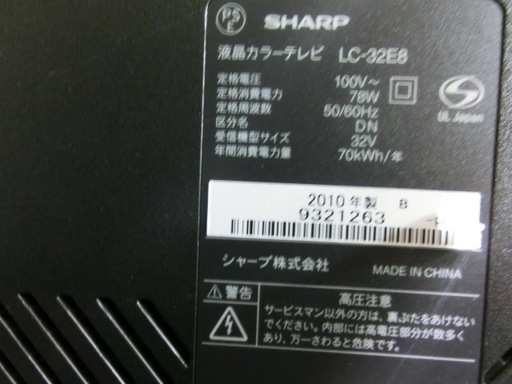 PS E SHARP
液晶カラーテレビ LC-32E8
定格電圧 100V~
定格消費電力 78W
定格周波数 50/60Hz
区分名 DN
受信機型サイズ 32V
年間消費電力量 70kWh/年
UL Japan
2010年製 B
9321263
シャープ株式会社 MADE IN CHINA
警告 高圧注意
サービスマン以外の方は、裏ぶたをあけない
でください。内部には高電圧部分が数多く
あり、万一さわると危険です。